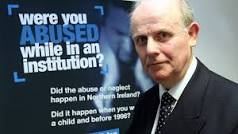 were you
ABUSED
while in an
institution?
Did the abuse or neglect
happen in Northern Ireland?
Did it happen when you w
a child and before 1996?